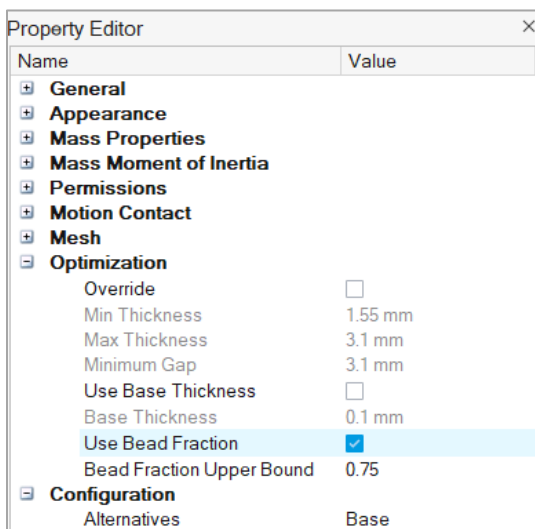 Property Editor
Name Value
General
Appearance
Mass Properties
Mass Moment of Inertia
Permissions
Motion Contact
Mesh
Optimization
Override
Min Thickness 1.55 mm
Max Thickness 3.1 mm
Minimum Gap 3.1 mm
Use Base Thickness
Base Thickness 0.1 mm
Use Bead Fraction
Bead Fraction Upper Bound 0.75
Configuration
Alternatives Base